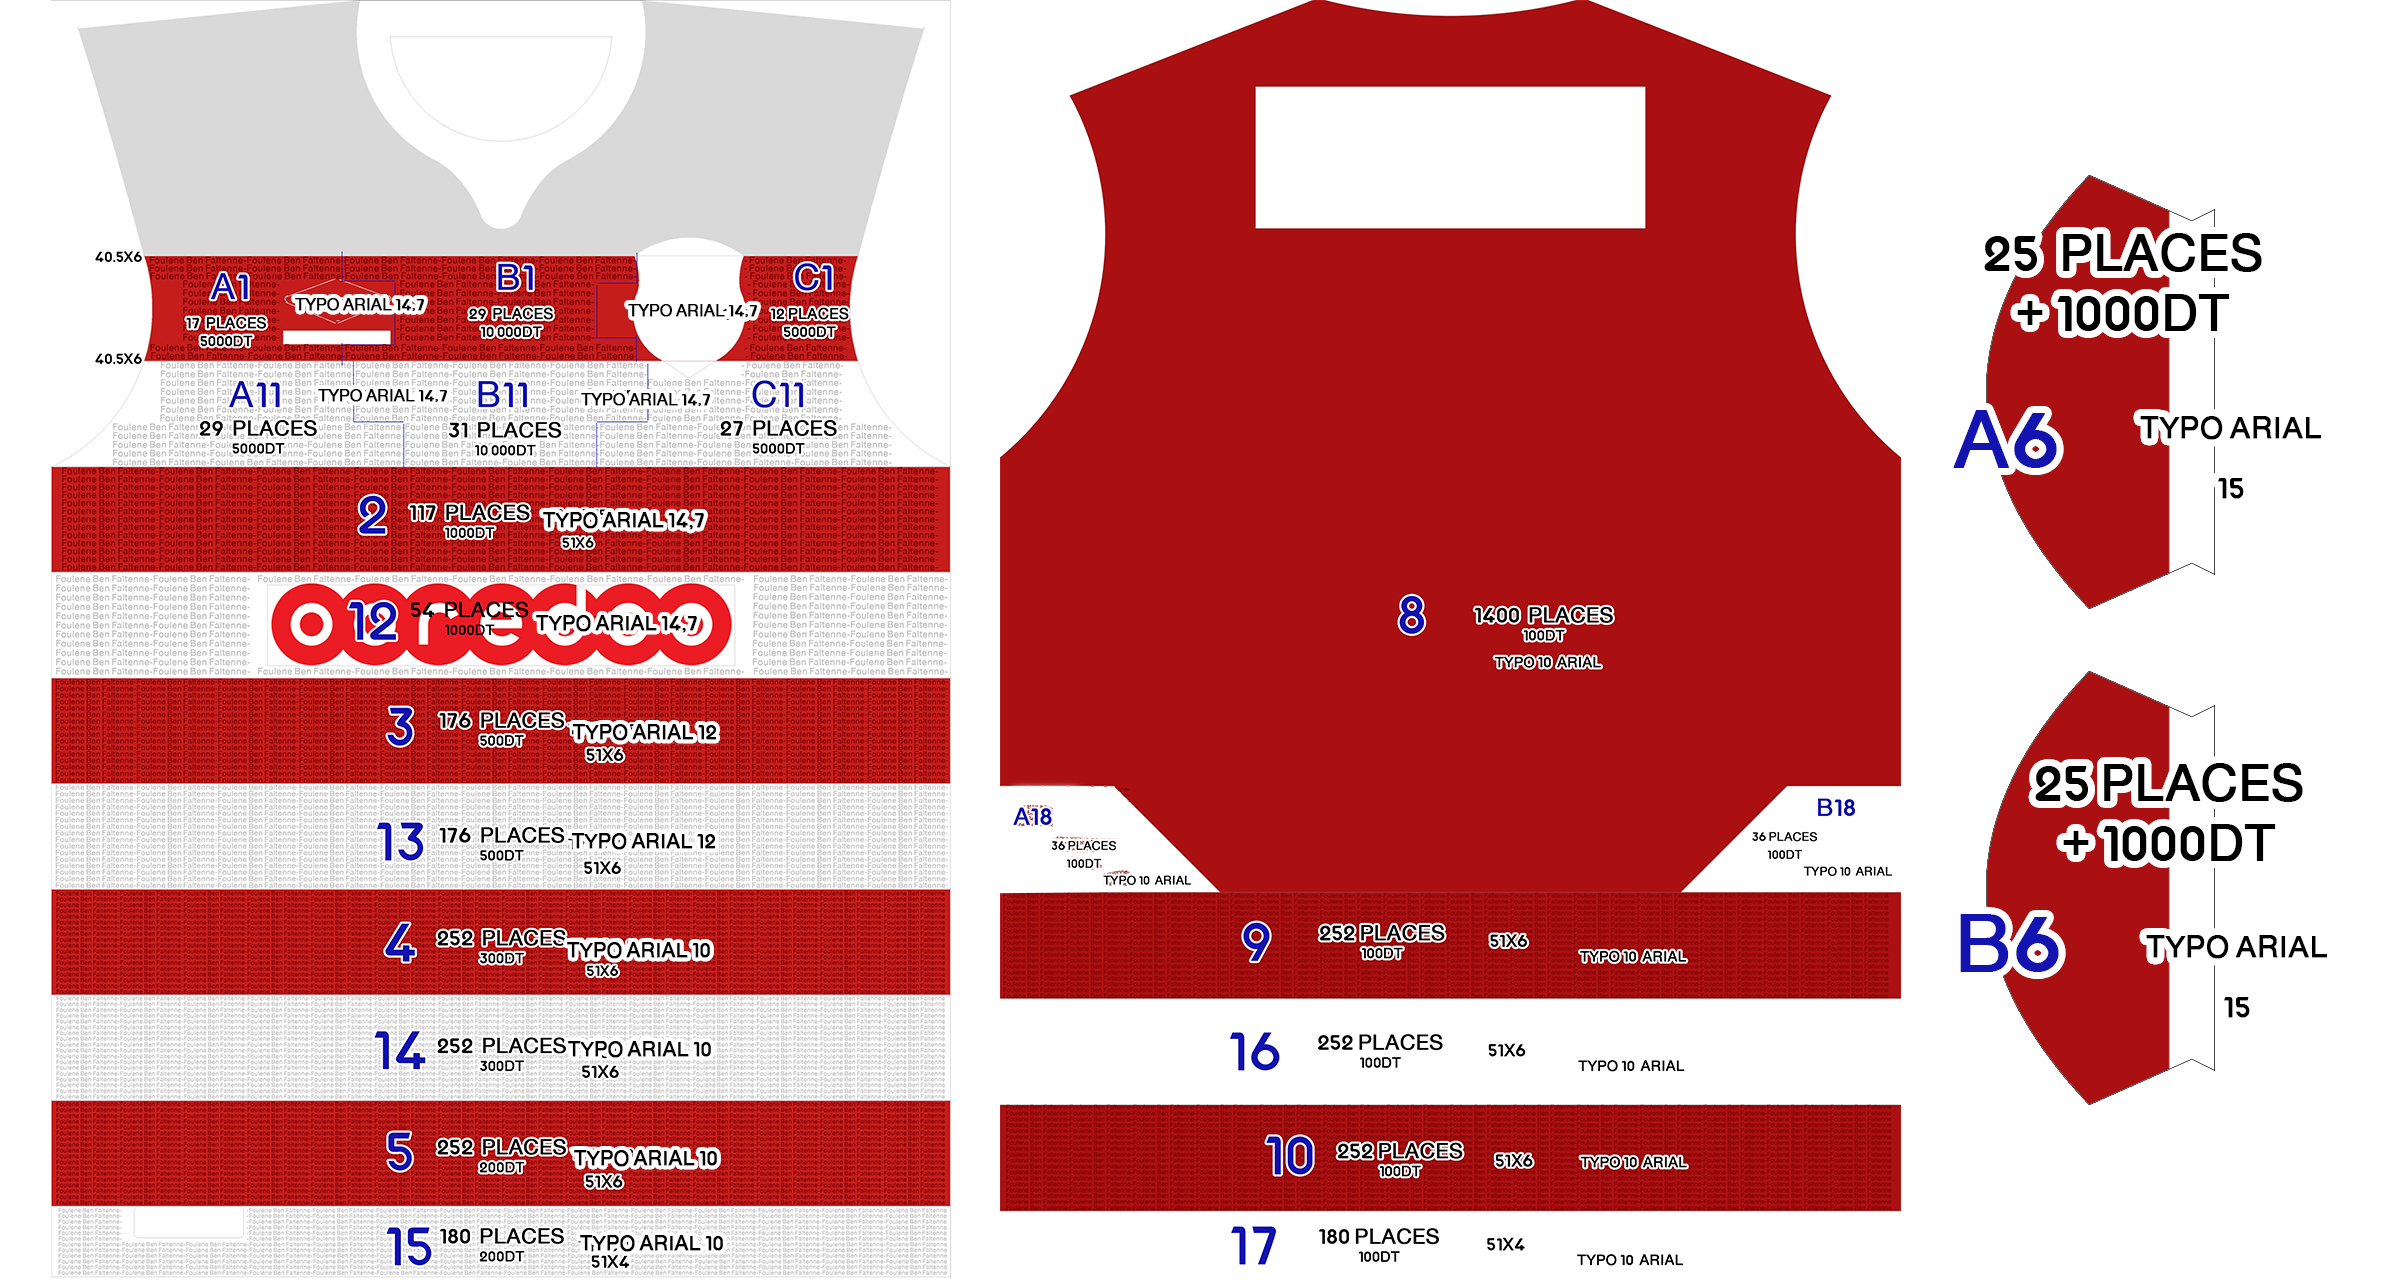 40.5X6
A1
17 PLACES
5000DT
TYPO ARIAL 14,7
B1
29 PLACES
10 000DT
TYPO ARIAL 14,7
C1
12 PLACES
5000DT
40.5X6
A11
29 PLACES
5000DT
TYPO ARIAL 14,7
B11
31 PLACES
10 000DT
TYPO ARIAL 14,7
C11
27 PLACES
5000DT
Foulene Ben Faltenne-Foulene Ben Faltenne-
2
117 PLACES
1000DT
TYPO ARIAL 14,7
51X6
ooredoo
12
54 PLACES
1000DT
TYPO ARIAL 14,7
3
176 PLACES
500DT
TYPO ARIAL 12
51X6
13
176 PLACES
500DT
TYPO ARIAL 12
51X6
4
252 PLACES
300DT
TYPO ARIAL 10
51X6
14
252 PLACES
300DT
TYPO ARIAL 10
51X6
5
252 PLACES
200DT
TYPO ARIAL 10
51X6
15
180 PLACES
200DT
TYPO ARIAL 10
51X4
8
1400 PLACES
100DT
TYPO 10 ARIAL
A18
36 PLACES
100DT
TYPO 10 ARIAL
B18
36 PLACES
100DT
TYPO 10 ARIAL
9
252 PLACES
100DT
51X6
TYPO 10 ARIAL
16
252 PLACES
100DT
51X6
TYPO 10 ARIAL
10
252 PLACES
100DT
51X6
TYPO 10 ARIAL
17
180 PLACES
100DT
51X4
TYPO 10 ARIAL
25 PLACES
+ 1000DT
A6
TYPO ARIAL
15
25 PLACES
+ 1000DT
B6
TYPO ARIAL
15